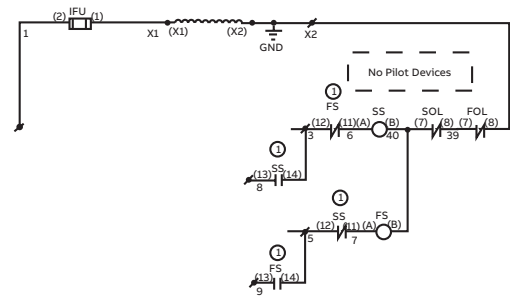 IFU
(2) (1)
1
X1 (X1) (X2) X2
GND
No Pilot Devices
1
FS SS SOL FOL
(12) (11)(A) (B) (7) (8) (7) (8)
3 6 40 39
1
SS
(13) (14)
8
1
SS FS
(12) (11) (A) (B)
5 7
1
FS
(13) (14)
9